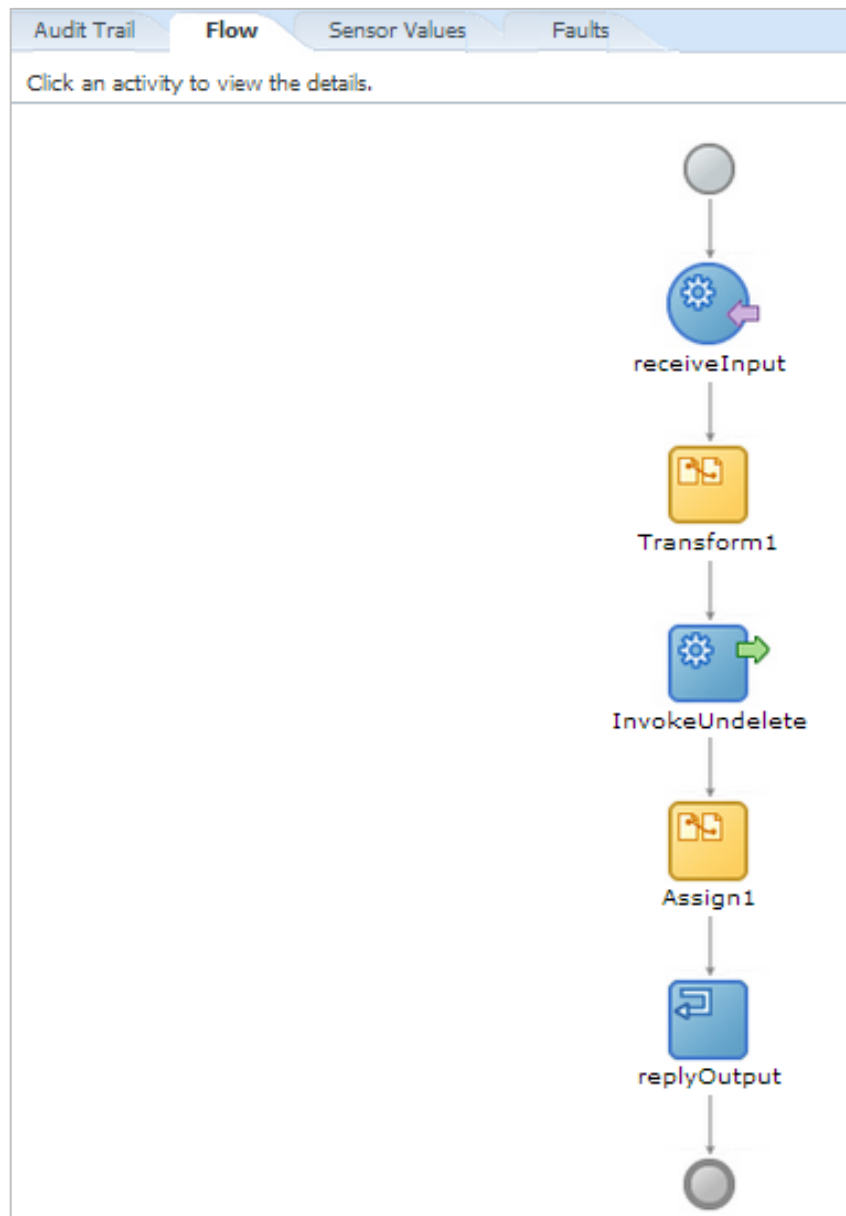 Audit Trail Flow Sensor Values Faults
Click an activity to view the details.
receiveInput
Transform1
InvokeUndelete
Assign1
replyOutput